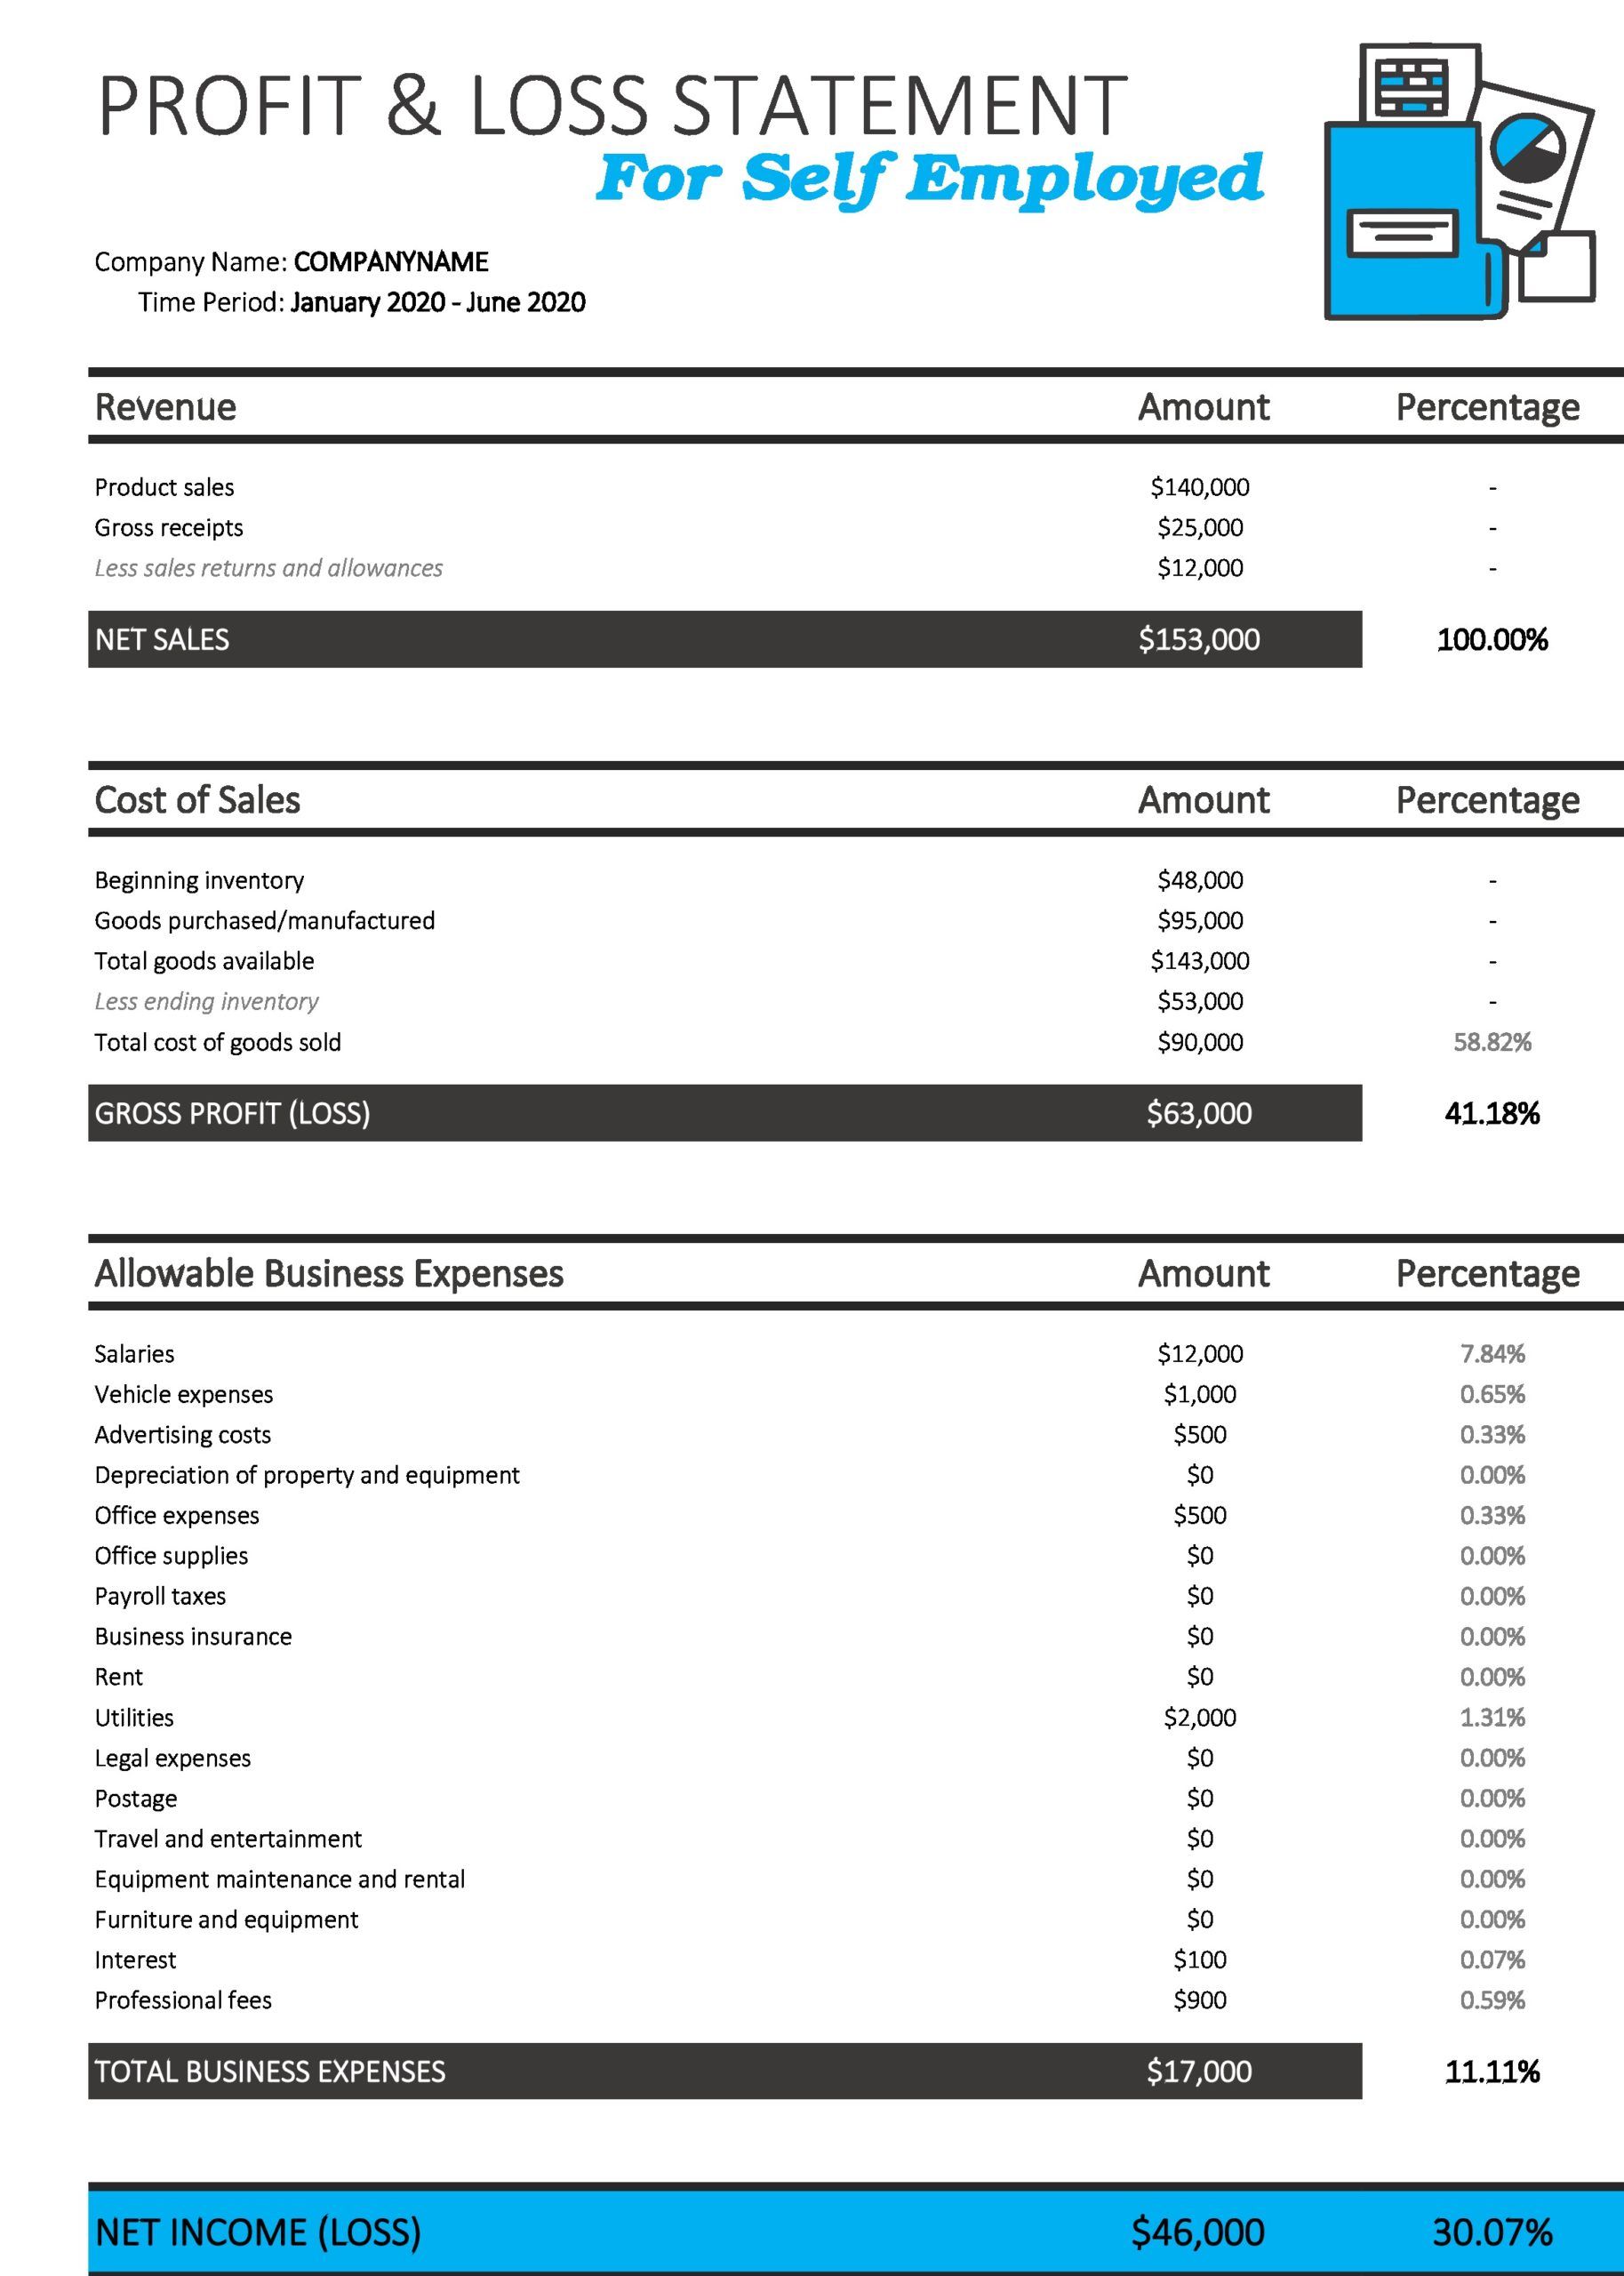 PROFIT & LOSS STATEMENT
For Self Employed
Company Name: COMPANYNAME
Time Period: January 2020 - June 2020
Revenue Amount Percentage
Product sales $140,000 -
Gross receipts $25,000 -
Less sales returns and allowances $12,000 -
NET SALES $153,000 100.00%
Cost of Sales Amount Percentage
Beginning inventory $48,000 -
Goods purchased/manufactured $95,000 -
Total goods available $143,000 -
Less ending inventory $53,000 -
Total cost of goods sold $90,000 58.82%
GROSS PROFIT (LOSS) $63,000 41.18%
Allowable Business Expenses Amount Percentage
Salaries $12,000 7.84%
Vehicle expenses $1,000 0.65%
Advertising costs $500 0.33%
Depreciation of property and equipment $0 0.00%
Office expenses $500 0.33%
Office supplies $0 0.00%
Payroll taxes $0 0.00%
Business insurance $0 0.00%
Rent $0 0.00%
Utilities $2,000 1.31%
Legal expenses $0 0.00%
Postage $0 0.00%
Travel and entertainment $0 0.00%
Equipment maintenance and rental $0 0.00%
Furniture and equipment $0 0.00%
Interest $100 0.07%
Professional fees $900 0.59%
TOTAL BUSINESS EXPENSES $17,000 11.11%
NET INCOME (LOSS) $46,000 30.07%